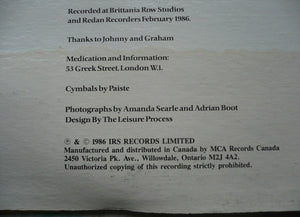 Recorded at Brittania Row Studios
and Redan Recorders February 1986.
Thanks to Johnny and Graham
Medication and Information:
53 Greek Street, London W.1.
Cymbals by Paiste
Photographs by Amanda Searle and Adrian Boot
Design By The Leisure Process
℗ & © 1986 IRS RECORDS LIMITED
Manufactured and distributed in Canada by MCA Records Canada
2450 Victoria Pk. Ave., Willowdale, Ontario M2J 4A2.
Unauthorized copying of this recording strictly prohibited.